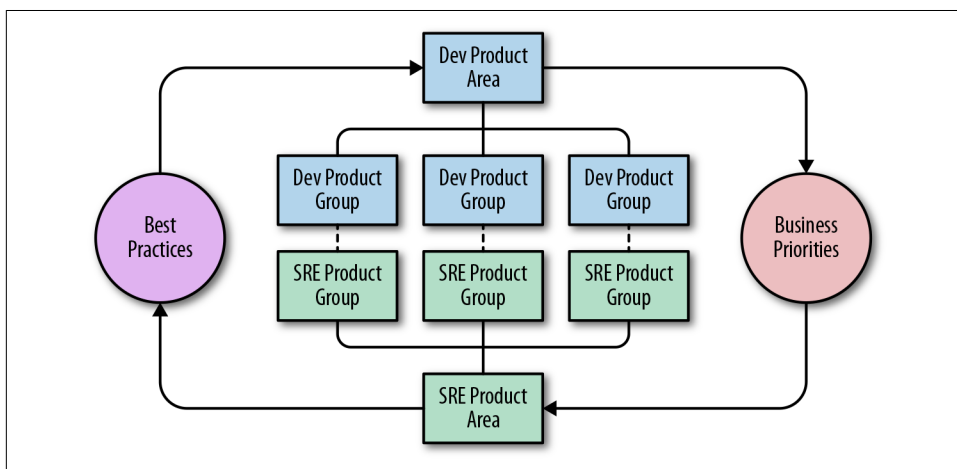 Dev Product
Area
Dev Product
Group
Dev Product
Group
Dev Product
Group
Best
Practices
Business
Priorities
SRE Product
Group
SRE Product
Group
SRE Product
Group
SRE Product
Area